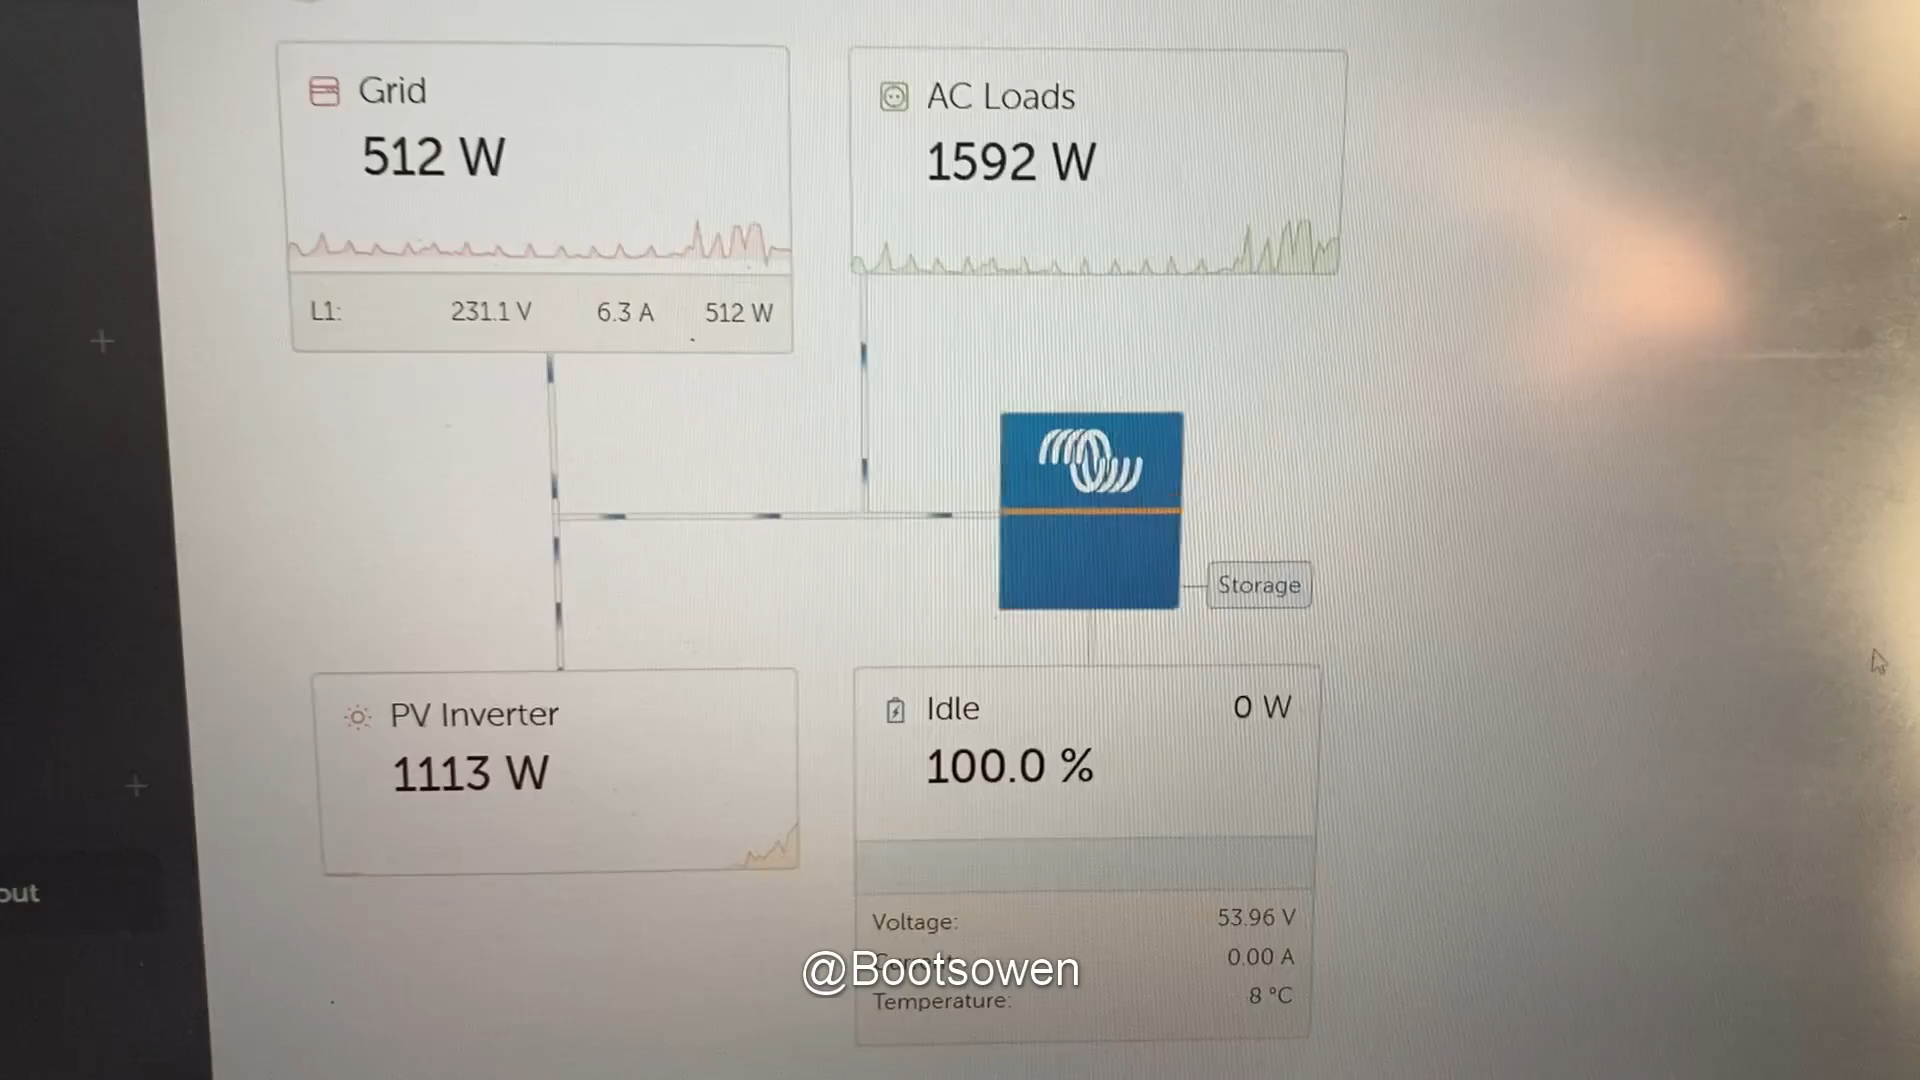 Grid
512 W
L1: 231.1 V 6.3 A 512 W
AC Loads
1592 W
Storage
PV Inverter
1113 W
Idle 0 W
100.0 %
Voltage: 53.96 V
0.00 A
Temperature: 8 °C
@Bootsowen
out